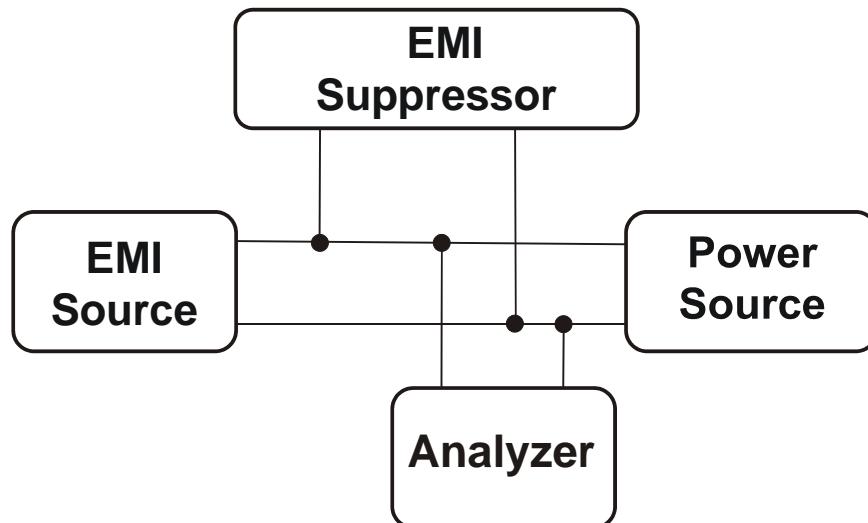 EMI
Suppressor
EMI
Source
Power
Source
Analyzer